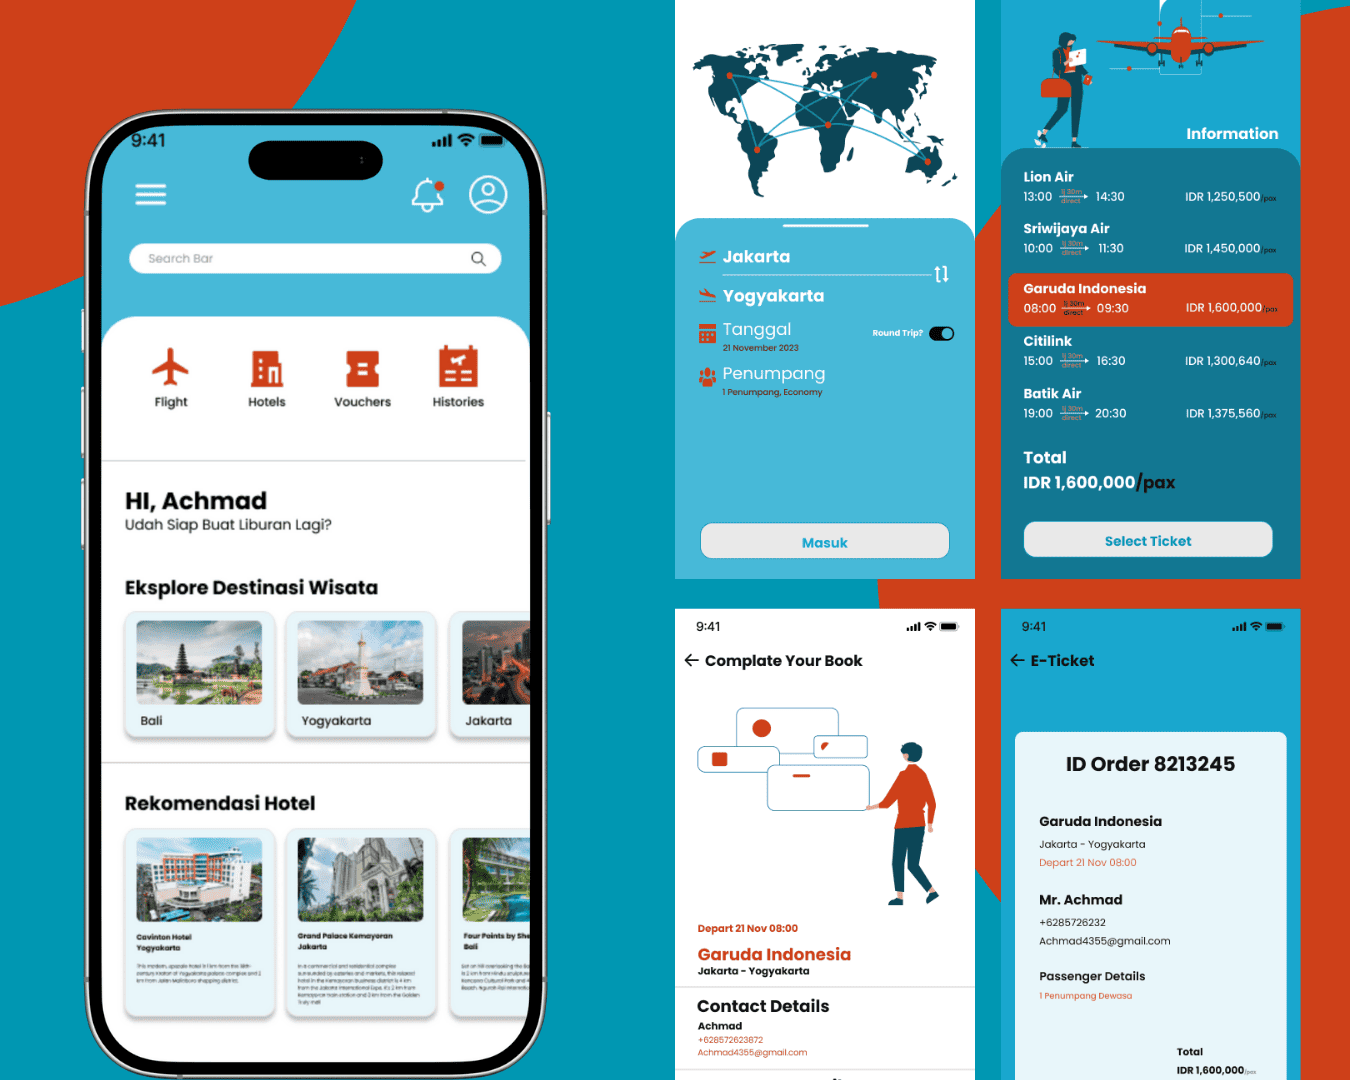 9:41
Search Bar
Flight
Hotels
Vouchers
Histories
HI, Achmad
Udah Siap Buat Liburan Lagi?
Eksplore Destinasi Wisata
Bali
Yogyakarta
Jakarta
Rekomendasi Hotel
Cavinton Hotel
Yogyakarta
Grand Palace Kemayoran
Jakarta
Four Points by She
Bali
Jakarta
Yogyakarta
Tanggal
21 November 2023
Round Trip?
Penumpang
1 Penumpang, Economy
Masuk
Information
Lion Air
13:00 1j 30m direct 14:30 IDR 1,250,500/pax
Sriwijaya Air
10:00 1j 30m direct 11:30 IDR 1,450,000/pax
Garuda Indonesia
08:00 1j 30m direct 09:30 IDR 1,600,000/pax
Citilink
15:00 1j 30m direct 16:30 IDR 1,300,640/pax
Batik Air
19:00 1j 30m direct 20:30 IDR 1,375,560/pax
Total
IDR 1,600,000/pax
Select Ticket
9:41
Complate Your Book
Depart 21 Nov 08:00
Garuda Indonesia
Jakarta - Yogyakarta
Contact Details
Achmad
+628572623872
Achmad4355@gmail.com
9:41
E-Ticket
ID Order 8213245
Garuda Indonesia
Jakarta - Yogyakarta
Depart 21 Nov 08:00
Mr. Achmad
+6285726232
Achmad4355@gmail.com
Passenger Details
1 Penumpang Dewasa
Total
IDR 1,600,000/pax